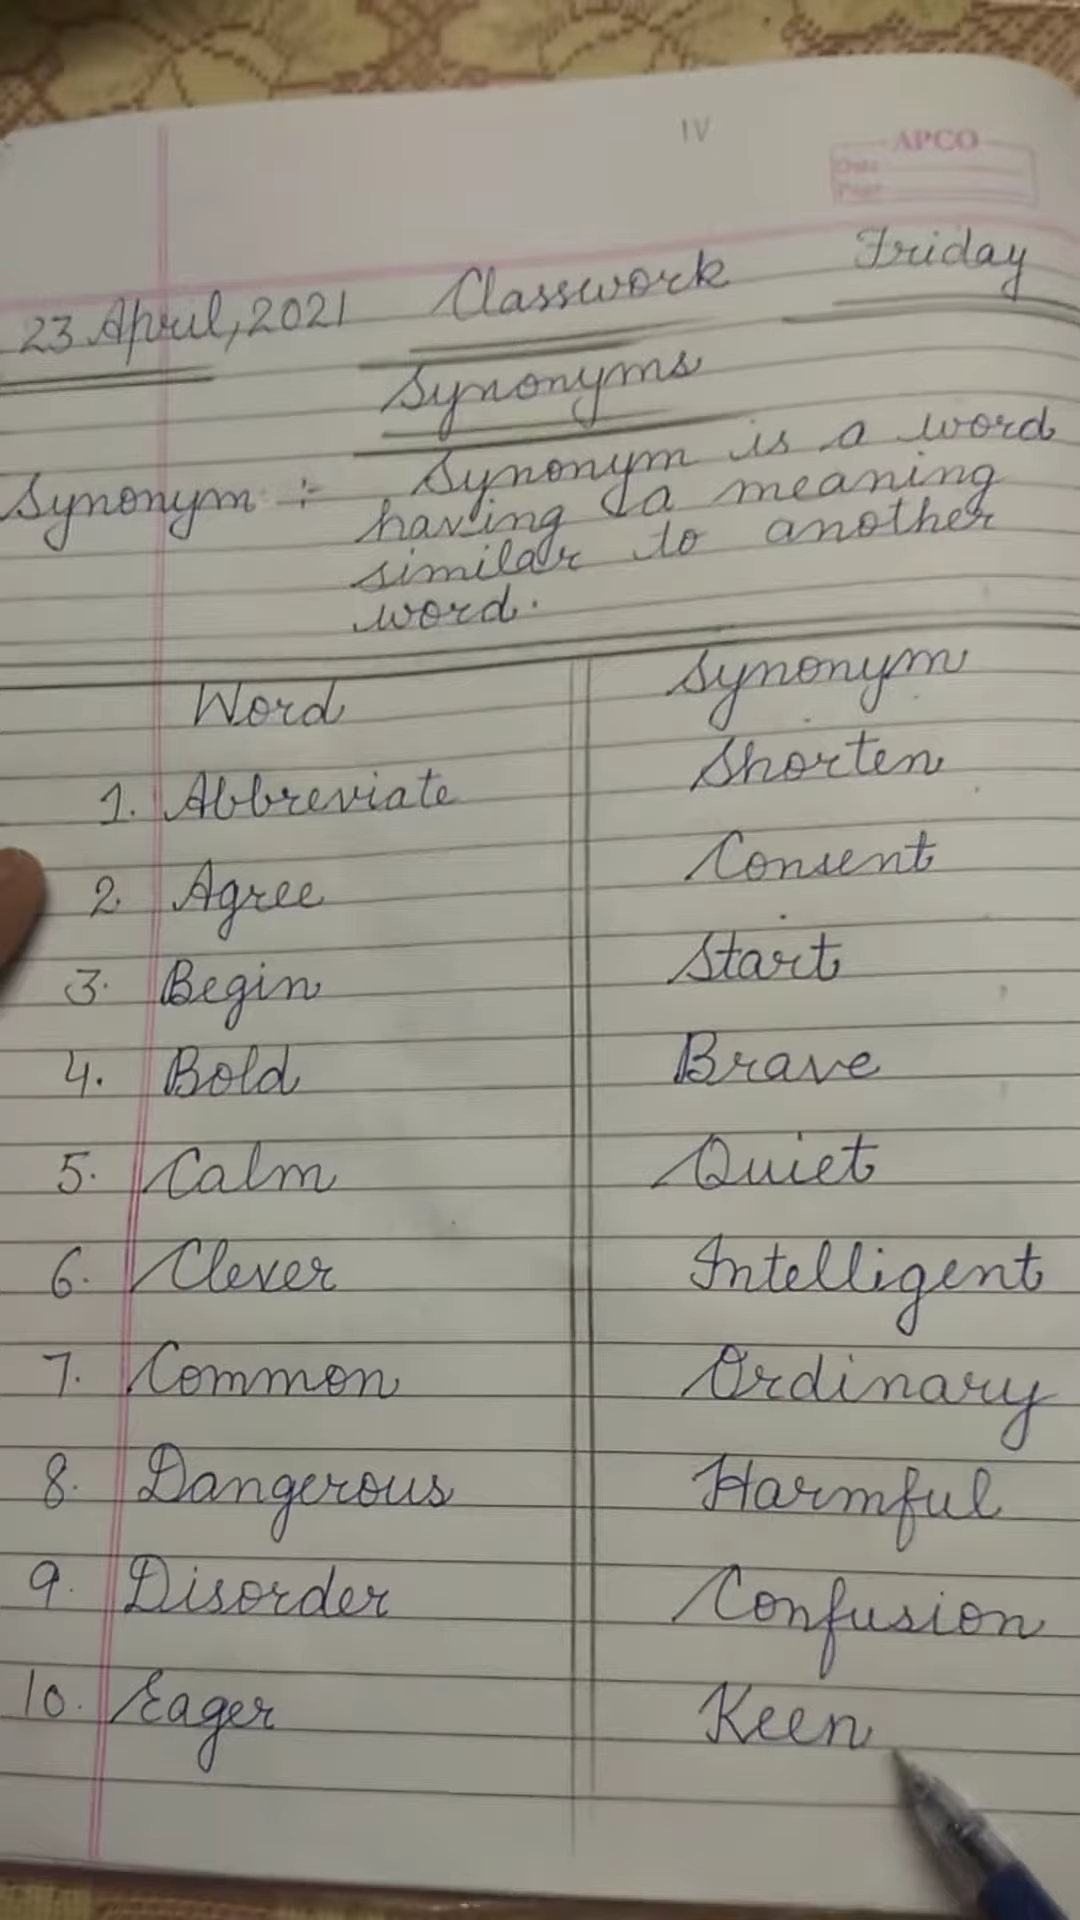 IV
APCO
Date
Page
23 April, 2021 Classwork Friday
Synonyms
Synonym :- Synonym is a word
having a meaning
similar to another
word.
Word Synonym
1. Abbreviate Shorten
2. Agree Consent
3. Begin Start
4. Bold Brave
5. Calm Quiet
6. Clever Intelligent
7. Common Ordinary
8. Dangerous Harmful
9. Disorder Confusion
10. Eager Keen